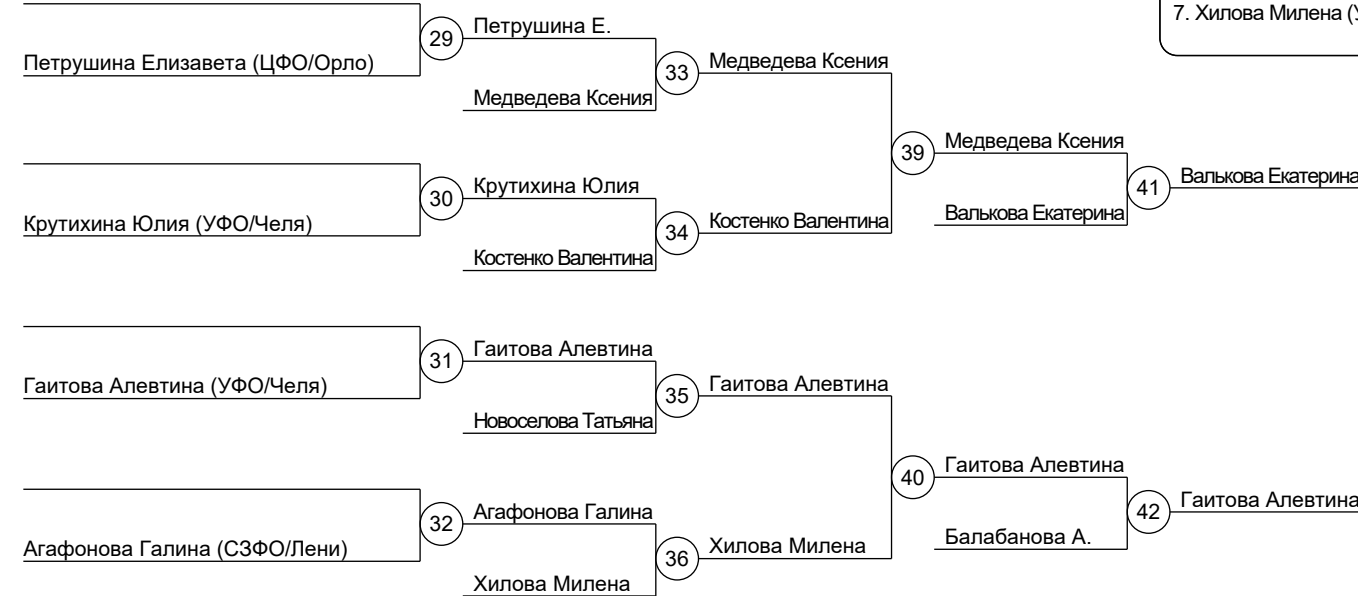 7. Хилова Милена (У
29
Петрушина Е.
Петрушина Елизавета (ЦФО/Орло)
33
Медведева Ксения
Медведева Ксения
39
Медведева Ксения
30
Крутихина Юлия
41
Валькова Екатерина
Крутихина Юлия (УФО/Челя)
34
Костенко Валентина
Валькова Екатерина
Костенко Валентина
31
Гаитова Алевтина
Гаитова Алевтина (УФО/Челя)
35
Гаитова Алевтина
Новоселова Татьяна
40
Гаитова Алевтина
32
Агафонова Галина
42
Гаитова Алевтина
Агафонова Галина (СЗФО/Лени)
36
Хилова Милена
Балабанова А.
Хилова Милена